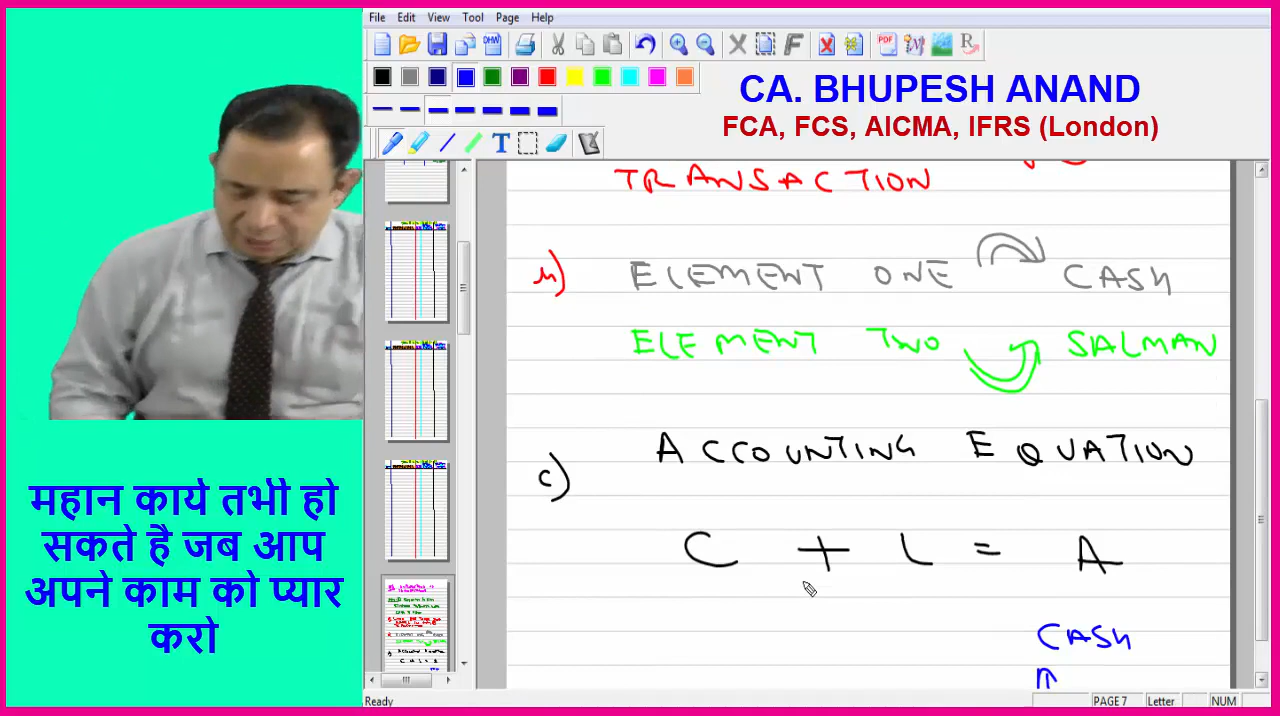 File Edit View Tool Page Help
CA. BHUPESH ANAND
FCA, FCS, AICMA, IFRS (London)
TRANSACTION
ELEMENT ONE CASH
ELEMENT TWO SALMAN
c) ACCOUNTING EQUATION
C + L = A
CASH
महान कार्य तभी हो
सकते है जब आप
अपने काम को प्यार
करो
Ready PAGE 7 Letter NUM